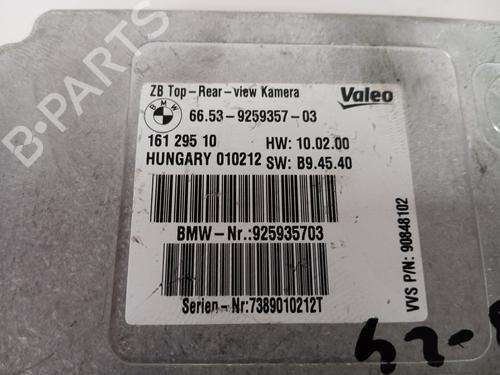 ZB Top-Rear-view Kamera
Valeo
BMW
66.53-9259357-03
161 295 10
HW: 10.02.00
HUNGARY 010212
SW: B9.45.40
BMW-Nr.:925935703
Serien-Nr:7389010212T
VVS P/N: 90848102